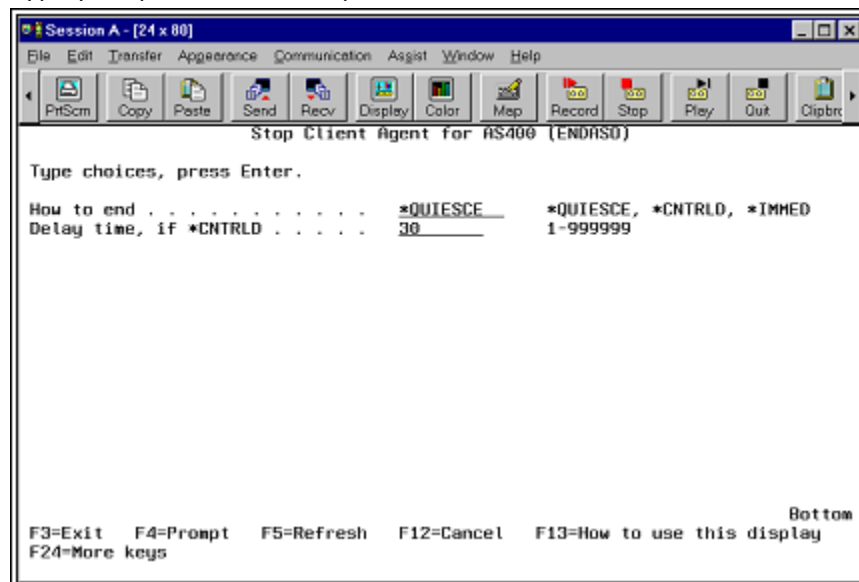 Session A - [24 x 80]
File Edit Transfer Appearance Communication Assist Window Help
PrtScrn Copy Paste Send Recv Display Color Map Record Stop Play Quit Clipbrd
Stop Client Agent for AS400 (ENDASO)
Type choices, press Enter.
How to end . . . . . . . . . . . *QUIESCE__ *QUIESCE, *CNTRLD, *IMMED
Delay time, if *CNTRLD . . . . . 30______ 1-999999
Bottom
F3=Exit F4=Prompt F5=Refresh F12=Cancel F13=How to use this display
F24=More keys